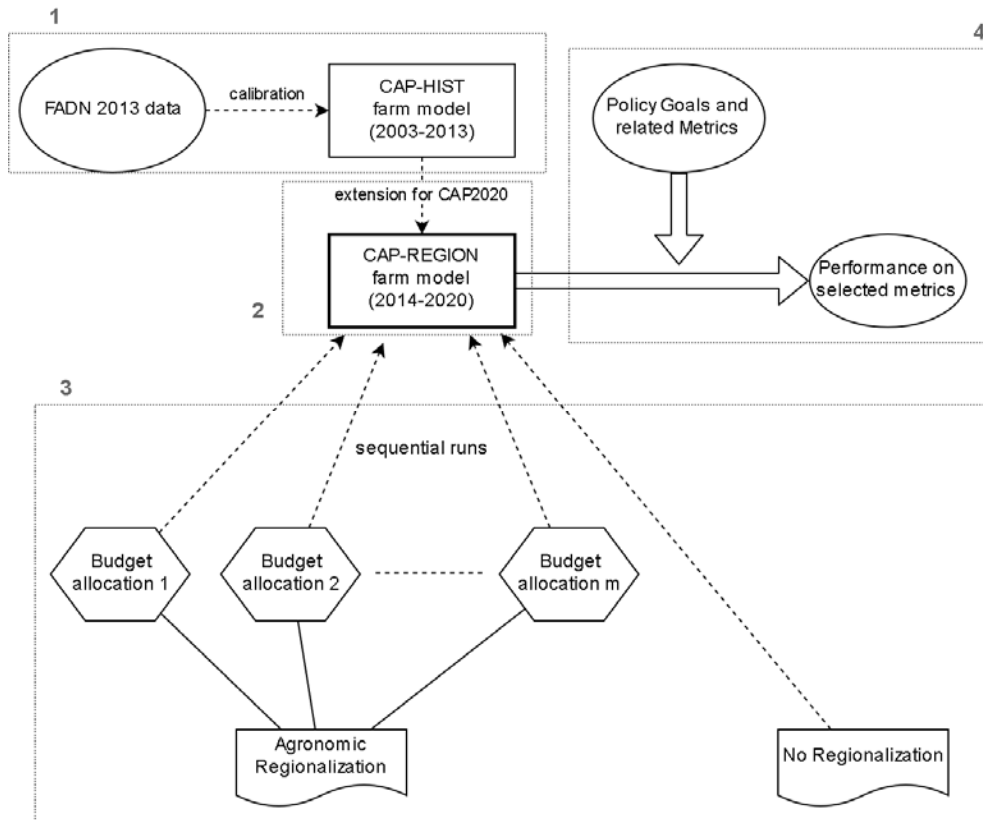 1
4
FADN 2013 data
calibration
CAP-HIST
farm model
(2003-2013)
Policy Goals and
related Metrics
extension for CAP2020
CAP-REGION
farm model
(2014-2020)
2
Performance on
selected metrics
3
sequential runs
Budget
allocation 1
Budget
allocation 2
Budget
allocation m
Agronomic
Regionalization
No Regionalization